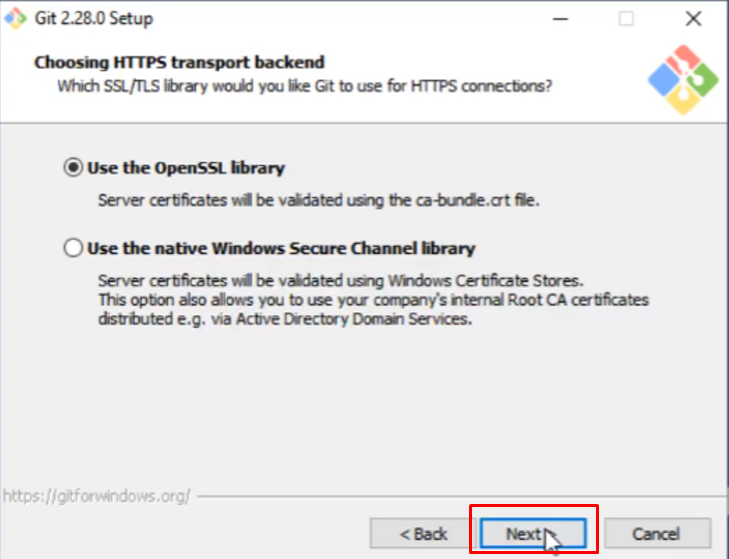 Git 2.28.0 Setup
Choosing HTTPS transport backend
Which SSL/TLS library would you like Git to use for HTTPS connections?
Use the OpenSSL library
Server certificates will be validated using the ca-bundle.crt file.
Use the native Windows Secure Channel library
Server certificates will be validated using Windows Certificate Stores.
This option also allows you to use your company's internal Root CA certificates
distributed e.g. via Active Directory Domain Services.
https://gitforwindows.org/
< Back Next > Cancel